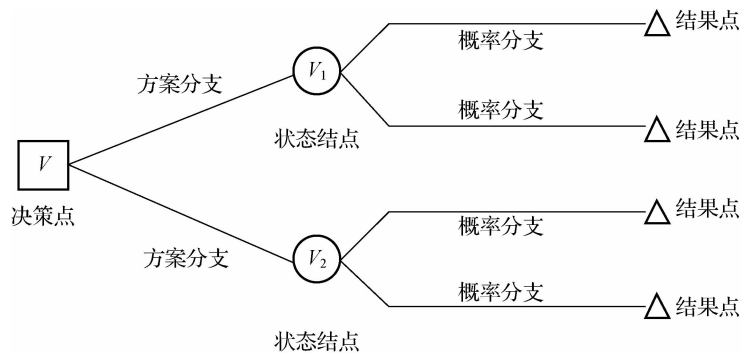 结果点
概率分支
V₁
方案分支
概率分支
结果点
状态结点
V
决策点
结果点
概率分支
方案分支
V₂
概率分支
结果点
状态结点